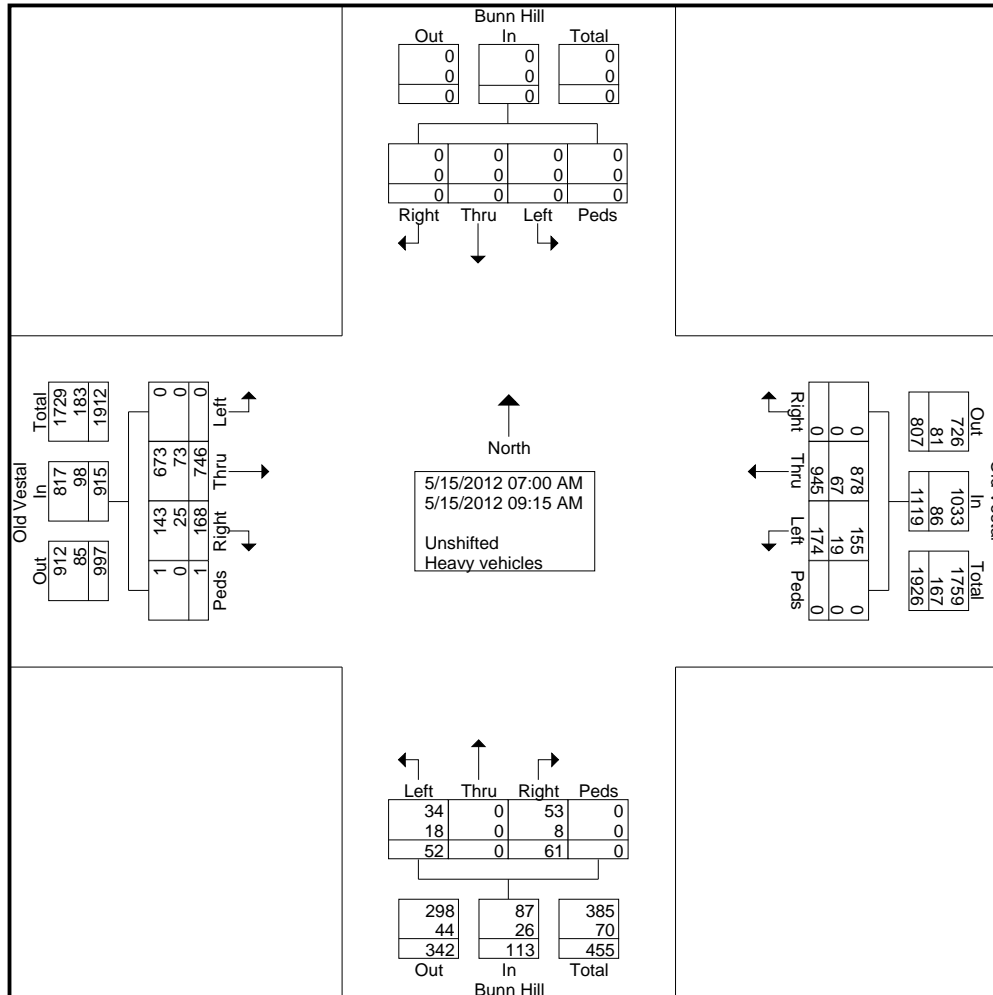 Bunn Hill
Out In Total
0 0 0
0 0 0
0 0 0
0 0 0 0
0 0 0 0
0 0 0 0
Right Thru Left Peds
Old Vestal
Total In Out
1729 817 912
183 98 85
1912 915 997
0 673 143 1
0 73 25 0
0 746 168 1
Left Thru Right Peds
North
5/15/2012 07:00 AM
5/15/2012 09:15 AM
Unshifted
Heavy vehicles
Right Thru Left Peds
0 878 155 0
0 67 19 0
0 945 174 0
Out In Total
726 1033 1759
81 86 167
807 1119 1926
Left Thru Right Peds
34 0 53 0
18 0 8 0
52 0 61 0
298 87 385
44 26 70
342 113 455
Out In Total
Bunn Hill